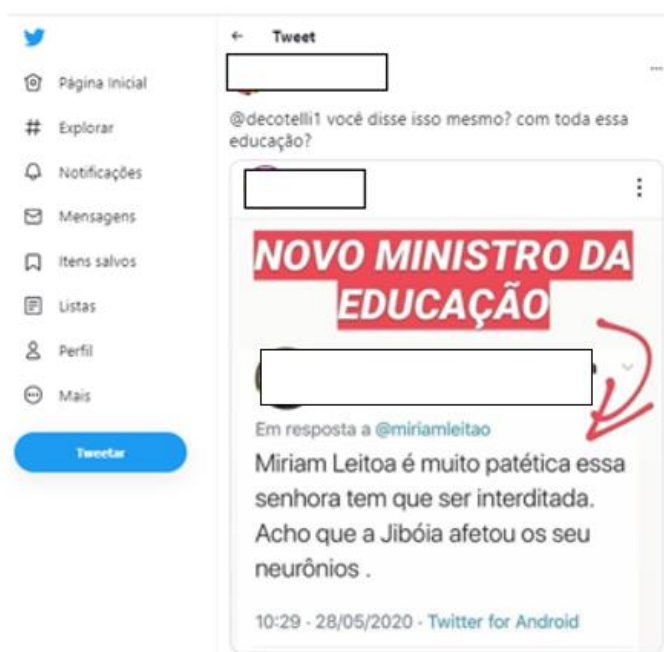 Tweet
Página Inicial
Explorar
Notificações
Mensagens
Itens salvos
Listas
Perfil
Mais
Tweetar
@decotelli1 você disse isso mesmo? com toda essa
educação?
NOVO MINISTRO DA
EDUCAÇÃO
Em resposta a @miriamleitao
Miriam Leitoa é muito patética essa
senhora tem que ser interditada.
Acho que a Jibóia afetou os seu
neurônios .
10:29 - 28/05/2020 · Twitter for Android